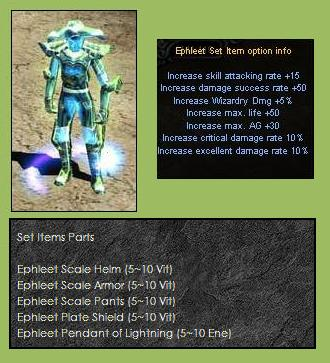 Ephleet Set Item option info
Increase skill attacking rate +15
Increase damage success rate +50
Increase Wizardry Dmg +5%
Increase max. life +50
Increase max. AG +30
Increase critical damage rate 10%
Increase excellent damage rate 10%
Set Items Parts
Ephleet Scale Helm (5~10 Vit)
Ephleet Scale Armor (5~10 Vit)
Ephleet Scale Pants (5~10 Vit)
Ephleet Plate Shield (5~10 Vit)
Ephleet Pendant of Lightning (5~10 Ene)